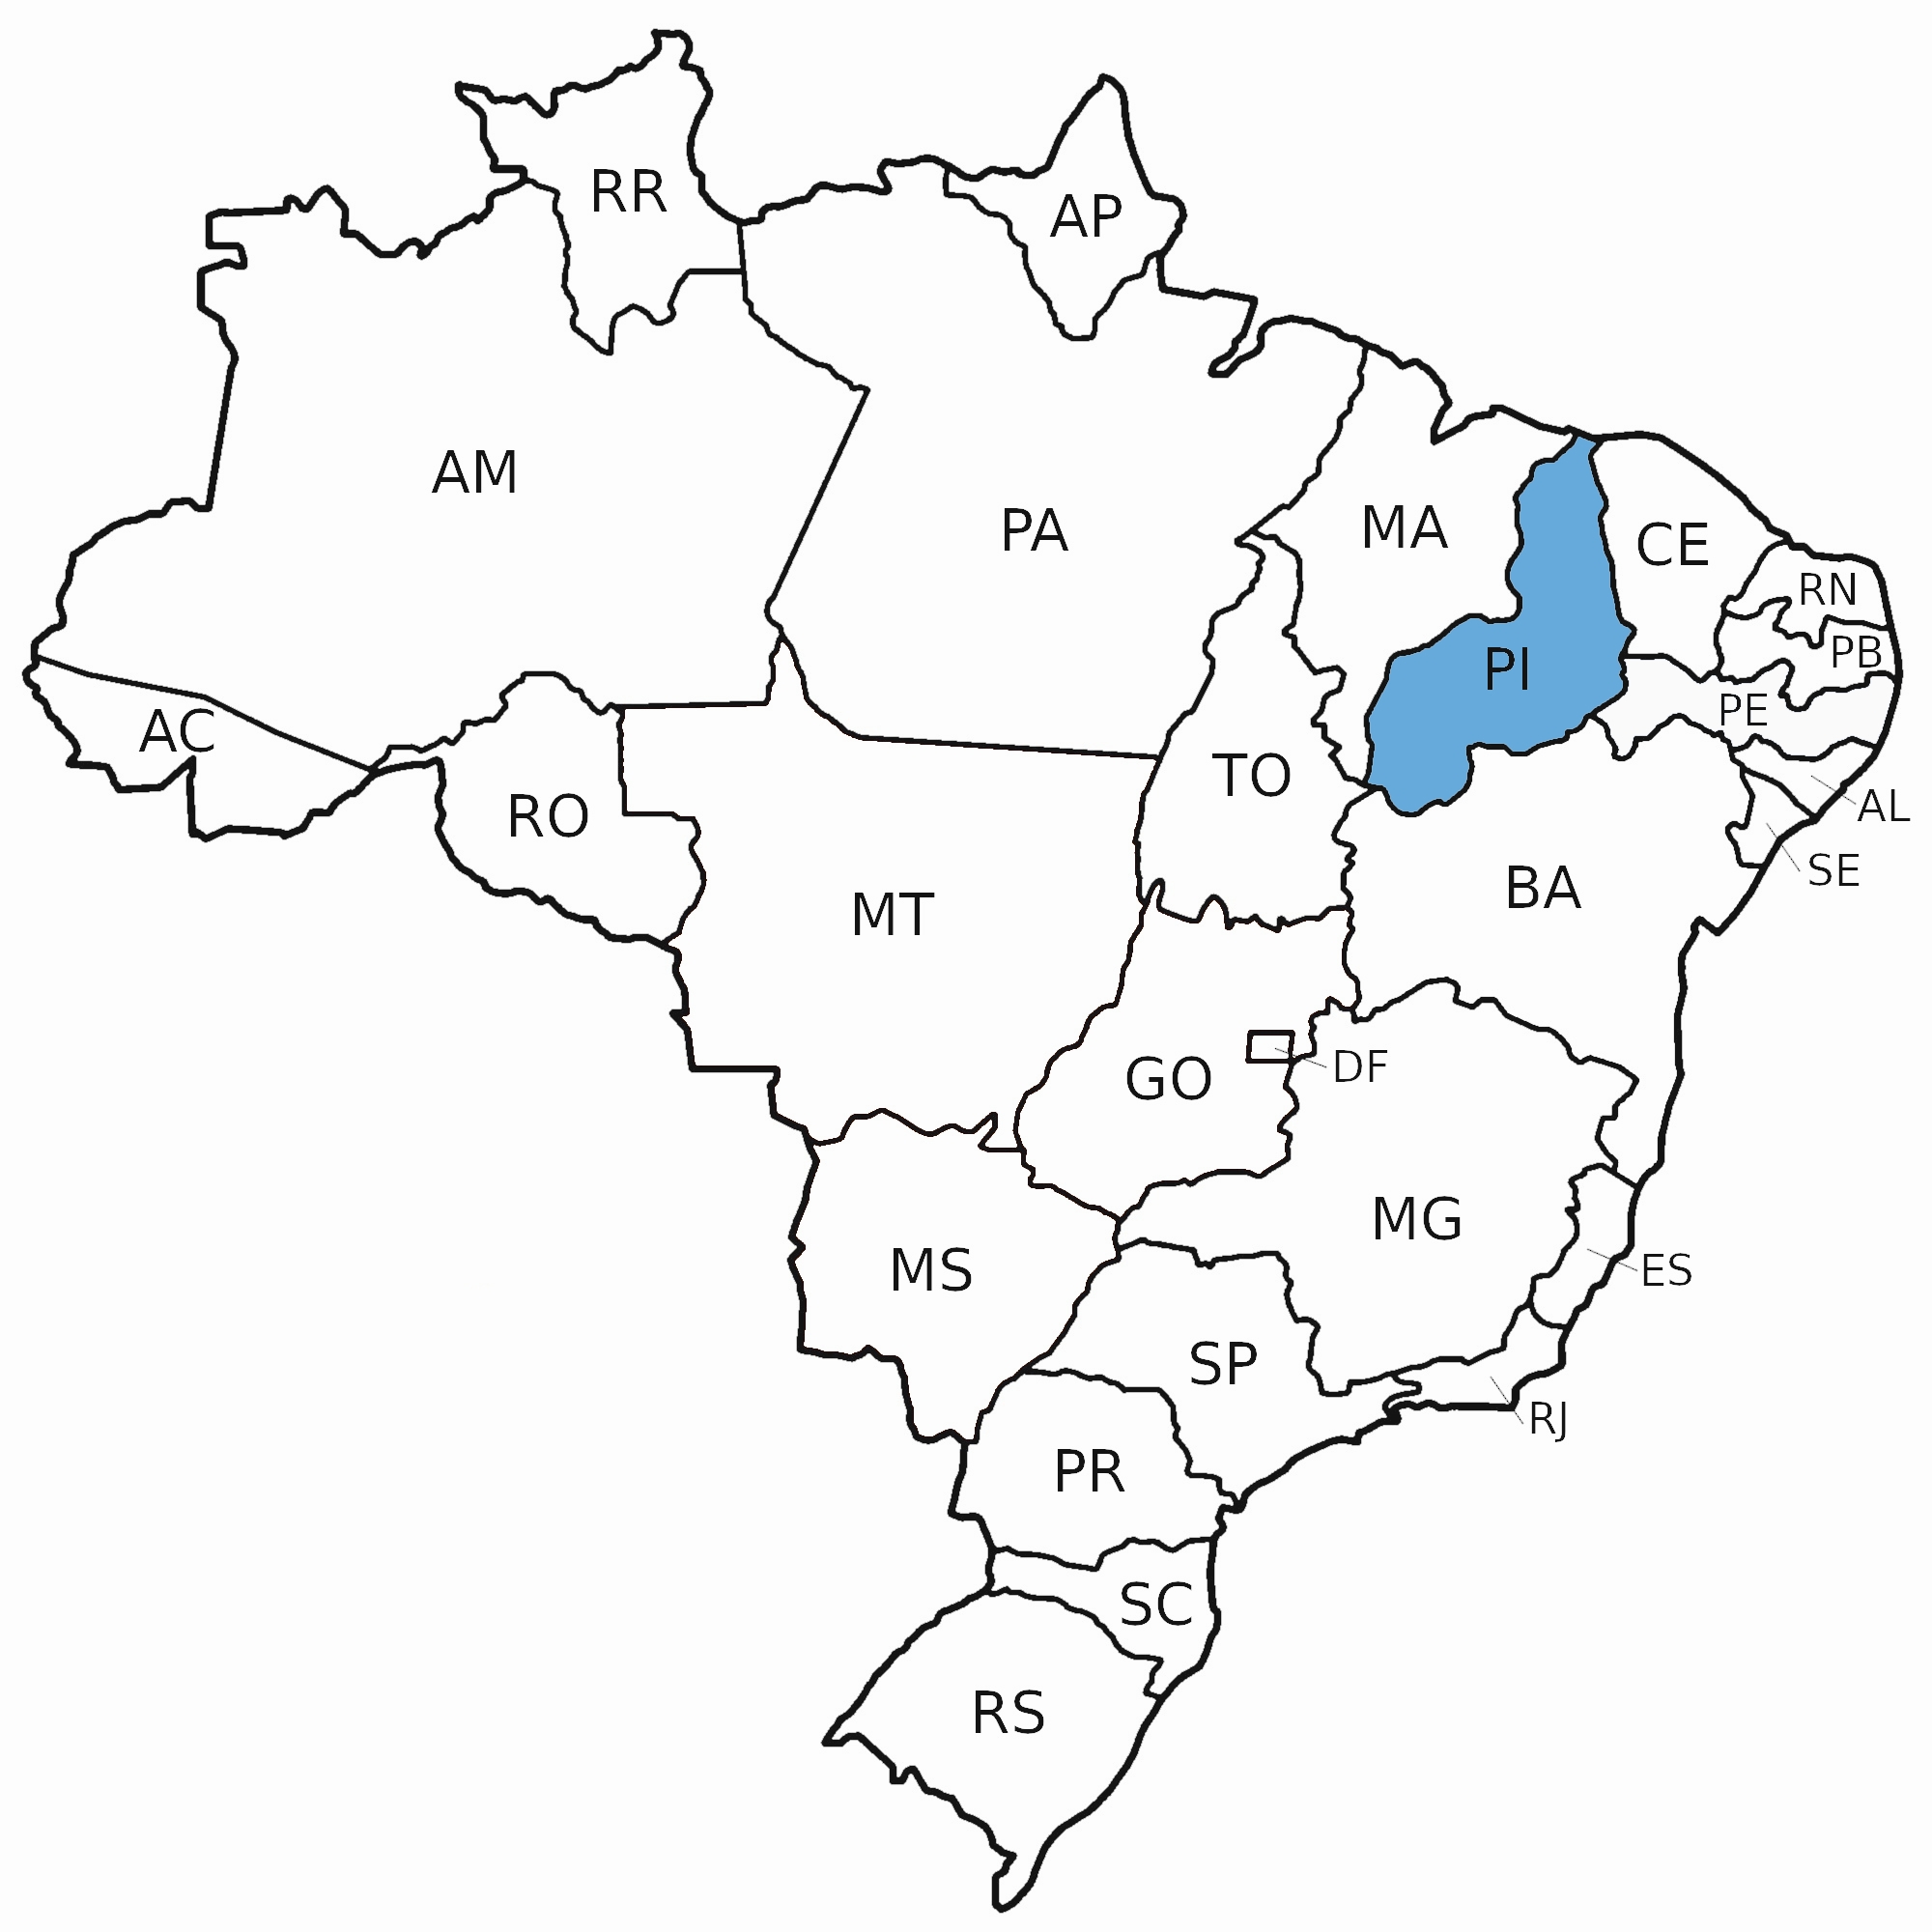 RR
AP
AM
PA
MA
CE
RN
PB
PI
PE
AC
TO
RO
AL
SE
BA
MT
DF
GO
MG
MS
ES
SP
RJ
PR
SC
RS